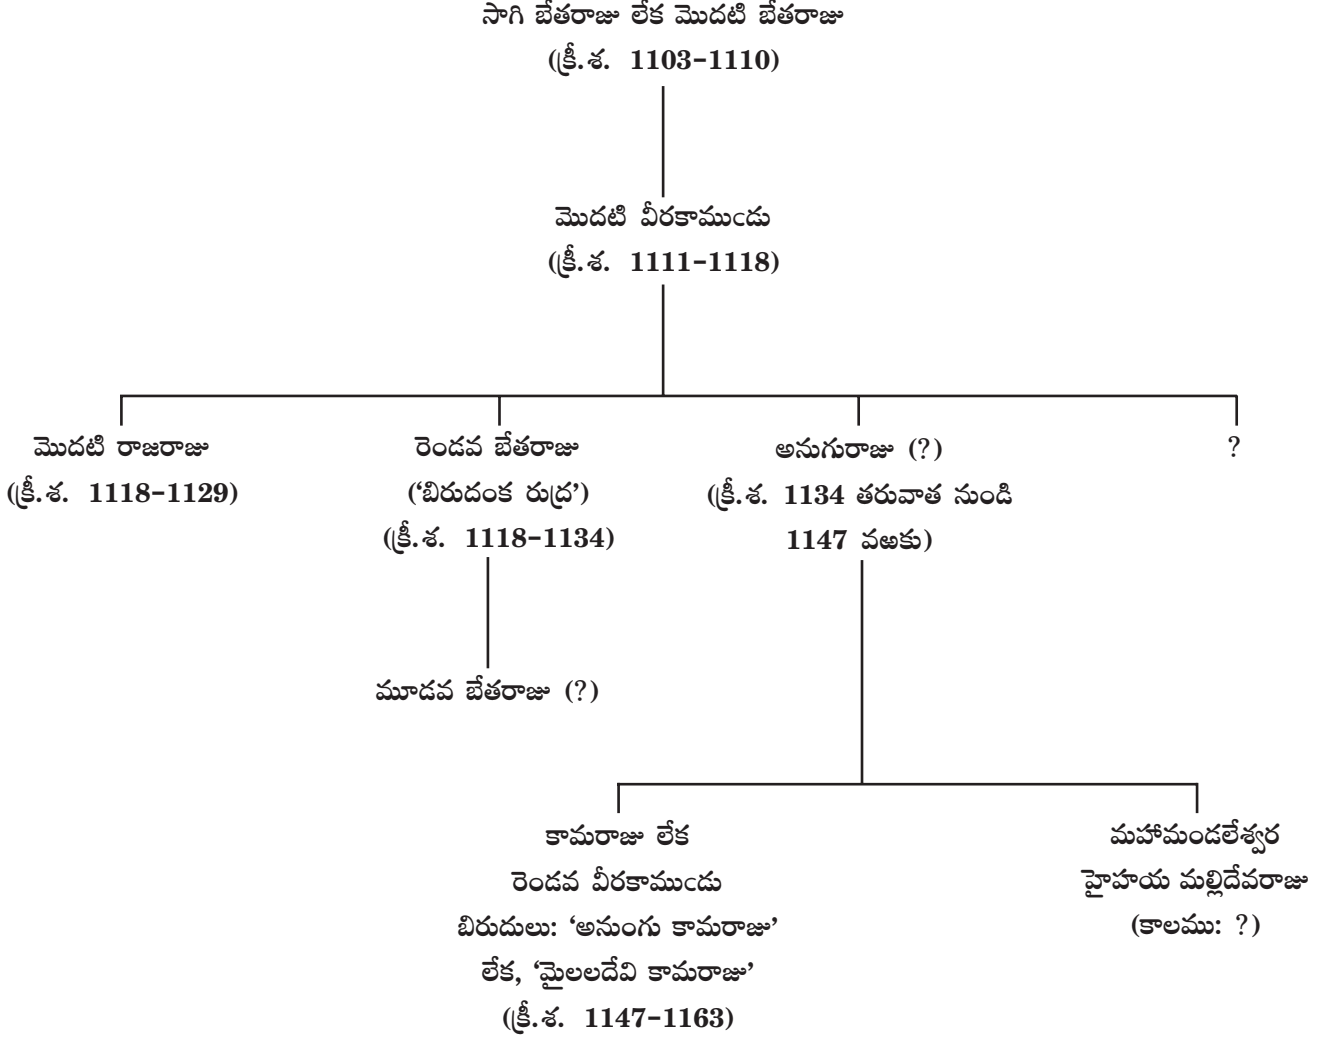 సాగి బేతరాజు లేక మొదటి బేతరాజు
(క్రీ.శ. 1103-1110)
మొదటి వీరకాముఁడు
(క్రీ.శ. 1111-1118)
మొదటి రాజరాజు
(క్రీ.శ. 1118-1129)
రెండవ బేతరాజు
(‘బిరుదంక రుద్ర’)
(క్రీ.శ. 1118-1134)
అనుగురాజు (?)
(క్రీ.శ. 1134 తరువాత నుండి
1147 వఱకు)
?
మూడవ బేతరాజు (?)
కామరాజు లేక
రెండవ వీరకాముఁడు
బిరుదులు: ‘అనుంగు కామరాజు’
లేక, ‘మైలలదేవి కామరాజు’
(క్రీ.శ. 1147-1163)
మహామండలేశ్వర
హైహయ మల్లిదేవరాజు
(కాలము: ?)